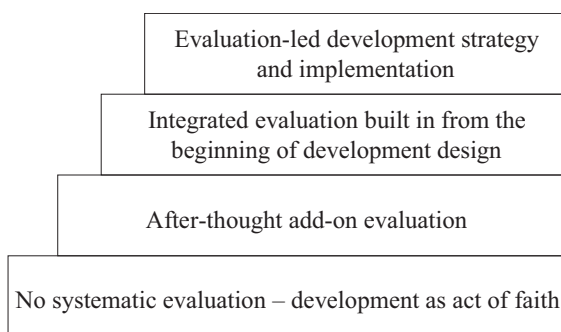 Evaluation-led development strategy
and implementation
Integrated evaluation built in from the
beginning of development design
After-thought add-on evaluation
No systematic evaluation – development as act of faith